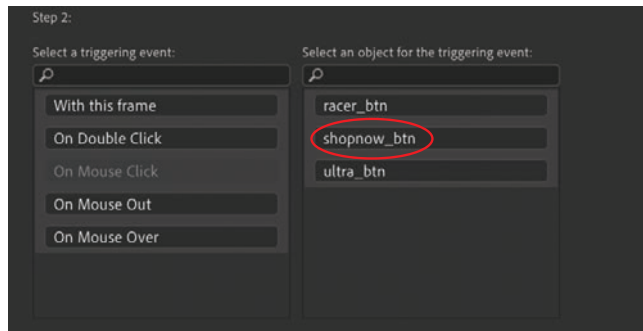 Step 2:
Select a triggering event:
With this frame
On Double Click
On Mouse Click
On Mouse Out
On Mouse Over
Select an object for the triggering event:
racer_btn
shopnow_btn
ultra_btn